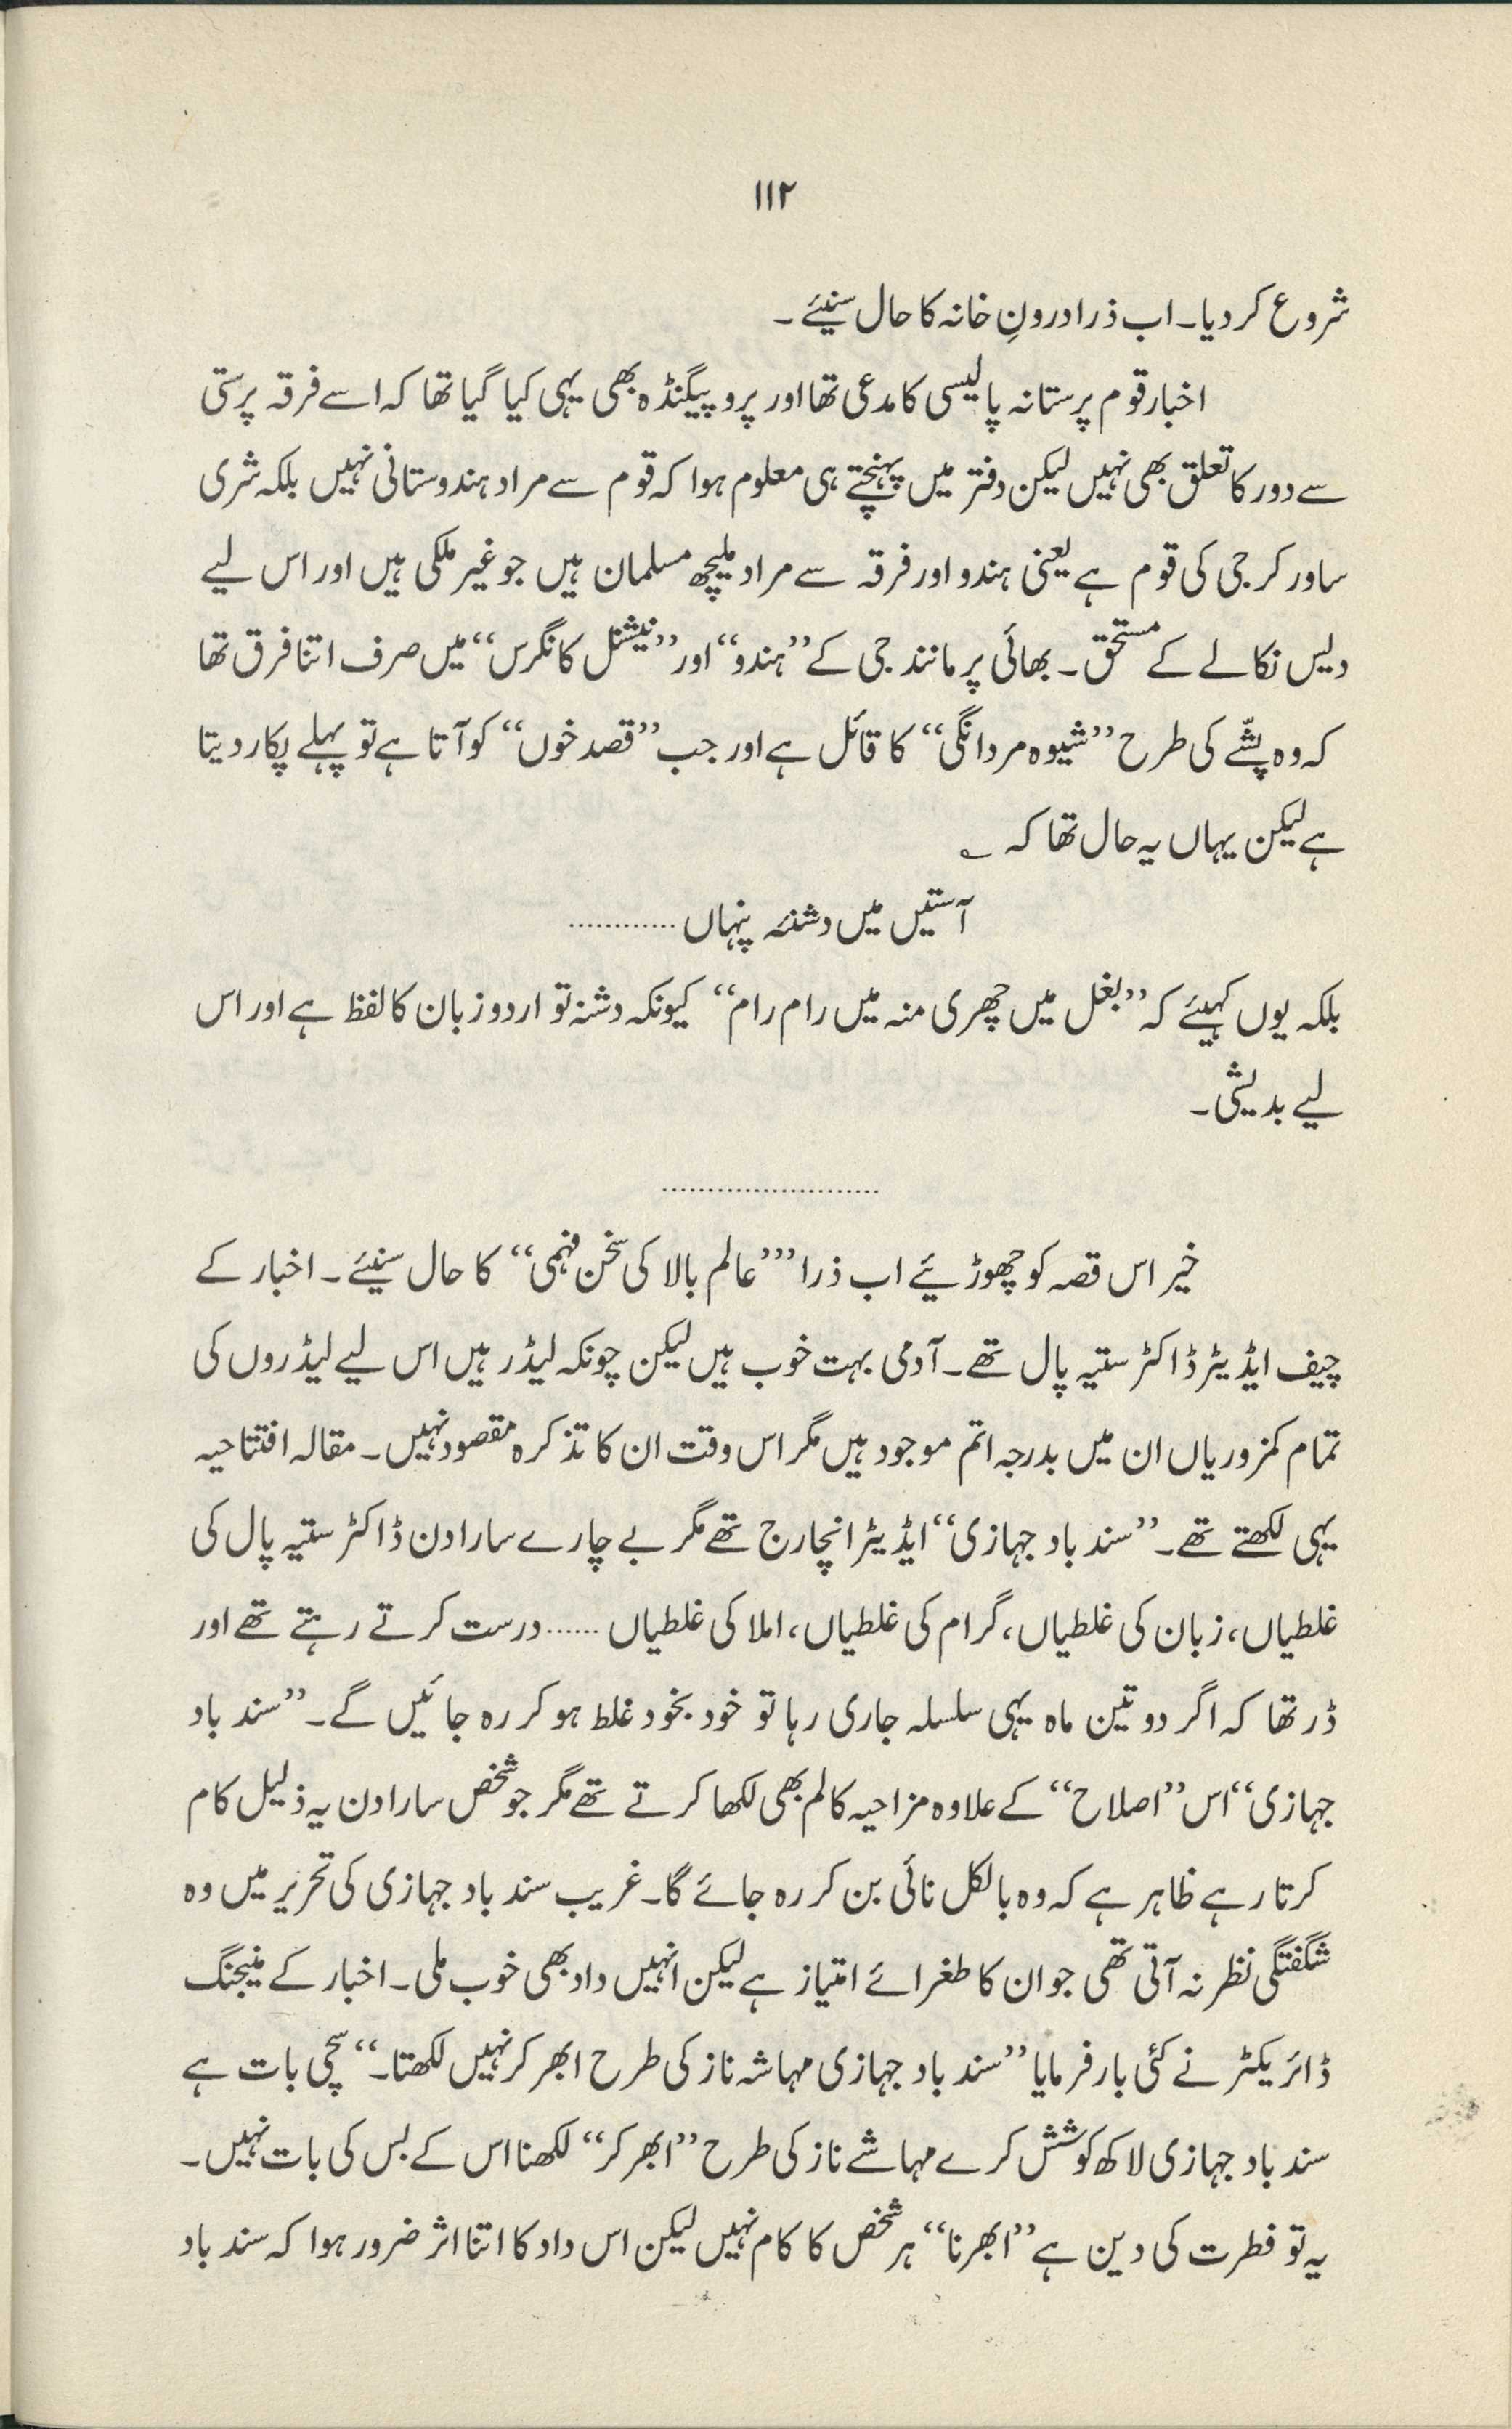 ۱۱۲
شروع کر دیا۔ اب ذرا درونِ خانہ کا حال سنیئے۔
اخبار قوم پرستانہ پالیسی کا مدعی تھا اور پروپیگنڈہ بھی یہی کیا گیا تھا کہ اسے فرقہ پرستی
سے دور کا تعلق بھی نہیں لیکن دفتر میں پہنچتے ہی معلوم ہوا کہ قوم سے مراد ہندوستانی نہیں بلکہ شری
ساورکر جی کی قوم ہے یعنی ہندو اور فرقہ سے مراد ملیچھ مسلمان ہیں جو غیر ملکی ہیں اور اس لیے
دیس نکالے کے مستحق۔ بھائی پرمانند جی کے ”ہندو“ اور ”نیشنل کانگرس“ میں صرف اتنا فرق تھا
کہ وہ پشّے کی طرح ”شیوہ مردانگی“ کا قائل ہے اور جب ”قصد خوں“ کو آتا ہے تو پہلے پکار دیتا
ہے لیکن یہاں یہ حال تھا کہ ؎
آستیں میں دشنۂ پنہاں ............
بلکہ یوں کہیئے کہ ”بغل میں چھری منہ میں رام رام“ کیونکہ دشنہ تو اردو زبان کا لفظ ہے اور اس
لیے بدیشی۔
........................
خیر اس قصہ کو چھوڑیئے اب ذرا ”’عالم بالا کی سخن فہمی“ کا حال سنیئے۔ اخبار کے
چیف ایڈیٹر ڈاکٹر ستیہ پال تھے۔ آدمی بہت خوب ہیں لیکن چونکہ لیڈر ہیں اس لیے لیڈروں کی
تمام کمزوریاں ان میں بدرجہ اتم موجود ہیں مگر اس وقت ان کا تذکرہ مقصود نہیں۔ مقالہ افتتاحیہ
یہی لکھتے تھے۔ ”سند باد جہازی“ ایڈیٹر انچارج تھے مگر بے چارے سارا دن ڈاکٹر ستیہ پال کی
غلطیاں، زبان کی غلطیاں، گرام کی غلطیاں، املا کی غلطیاں ...... درست کرتے رہتے تھے اور
ڈر تھا کہ اگر دو تین ماہ یہی سلسلہ جاری رہا تو خود بخود غلط ہو کر رہ جائیں گے۔ ”سند باد
جہازی“ اس ”اصلاح“ کے علاوہ مزاحیہ کالم بھی لکھا کرتے تھے مگر جو شخص سارا دن یہ ذلیل کام
کرتا رہے ظاہر ہے کہ وہ بالکل نائی بن کر رہ جائے گا۔ غریب سند باد جہازی کی تحریر میں وہ
شگفتگی نظر نہ آتی تھی جو ان کا طغرائے امتیاز ہے لیکن انہیں داد بھی خوب ملی۔ اخبار کے منیجنگ
ڈائریکٹر نے کئی بار فرمایا ”سند باد جہازی مہاشہ ناز کی طرح ابھر کر نہیں لکھتا۔“ سچی بات ہے
سند باد جہازی لاکھ کوشش کرے مہاشے ناز کی طرح ”ابھر کر“ لکھنا اس کے بس کی بات نہیں۔
یہ تو فطرت کی دین ہے ”ابھرنا“ ہر شخص کا کام نہیں لیکن اس داد کا اتنا اثر ضرور ہوا کہ سند باد